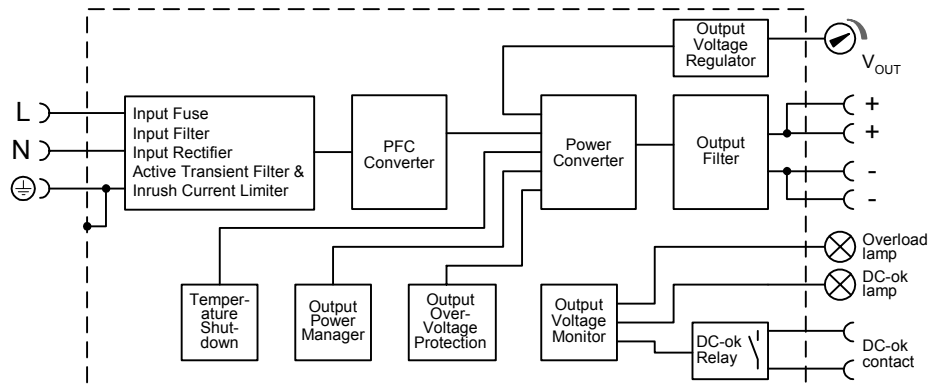 Output
Voltage
Regulator
V OUT
L
N
Input Fuse
Input Filter
Input Rectifier
Active Transient Filter &
Inrush Current Limiter
PFC
Converter
Power
Converter
Output
Filter
+
+
-
-
Temper-
ature
Shut-
down
Output
Power
Manager
Output
Over-
Voltage
Protection
Output
Voltage
Monitor
Overload
lamp
DC-ok
lamp
DC-ok
Relay
DC-ok
contact